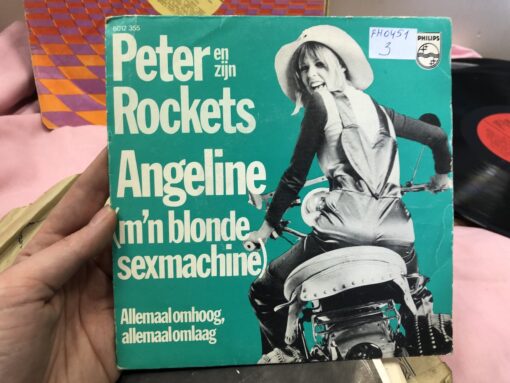 6012 355
Peter en zijn
Rockets
Angeline
(m'n blonde
sexmachine)
Allemaal omhoog,
allemaal omlaag
FH0451
3
PHILIPS